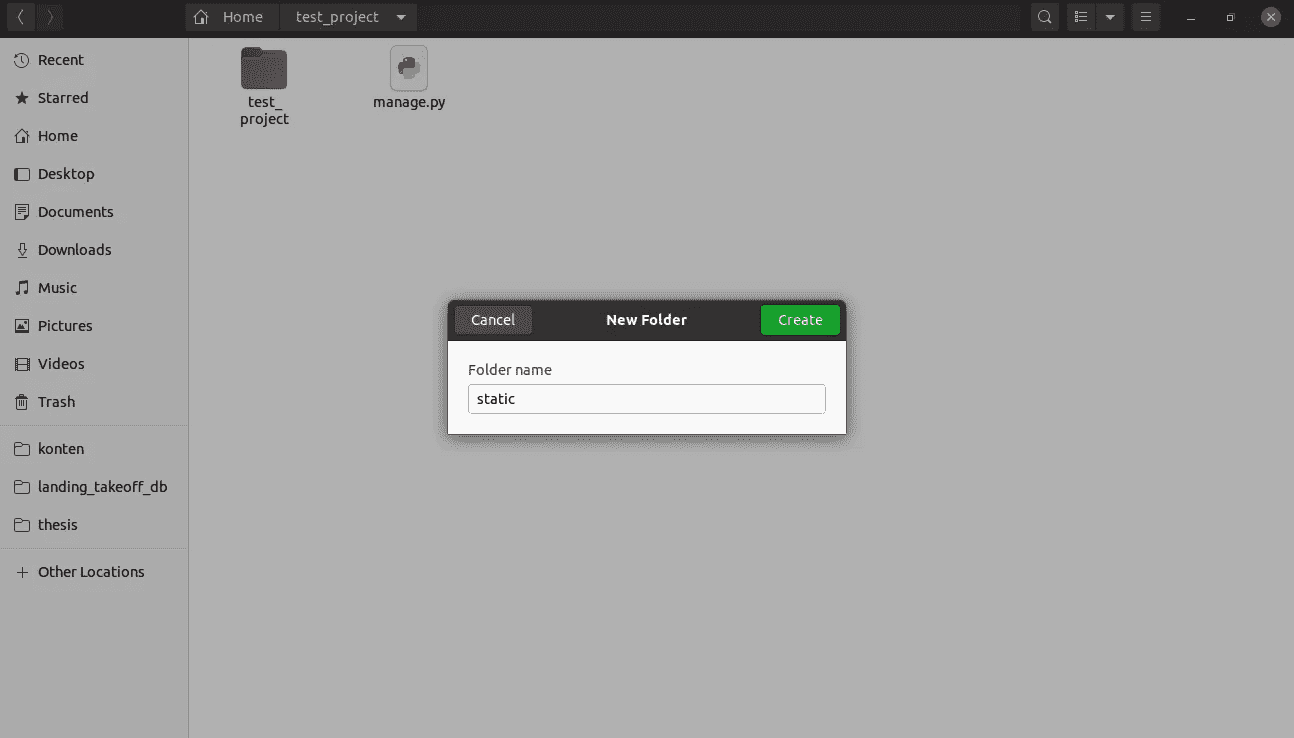 Home test_project
Recent
Starred
Home
Desktop
Documents
Downloads
Music
Pictures
Videos
Trash
konten
landing_takeoff_db
thesis
Other Locations
test_
project
manage.py
Cancel New Folder Create
Folder name
static